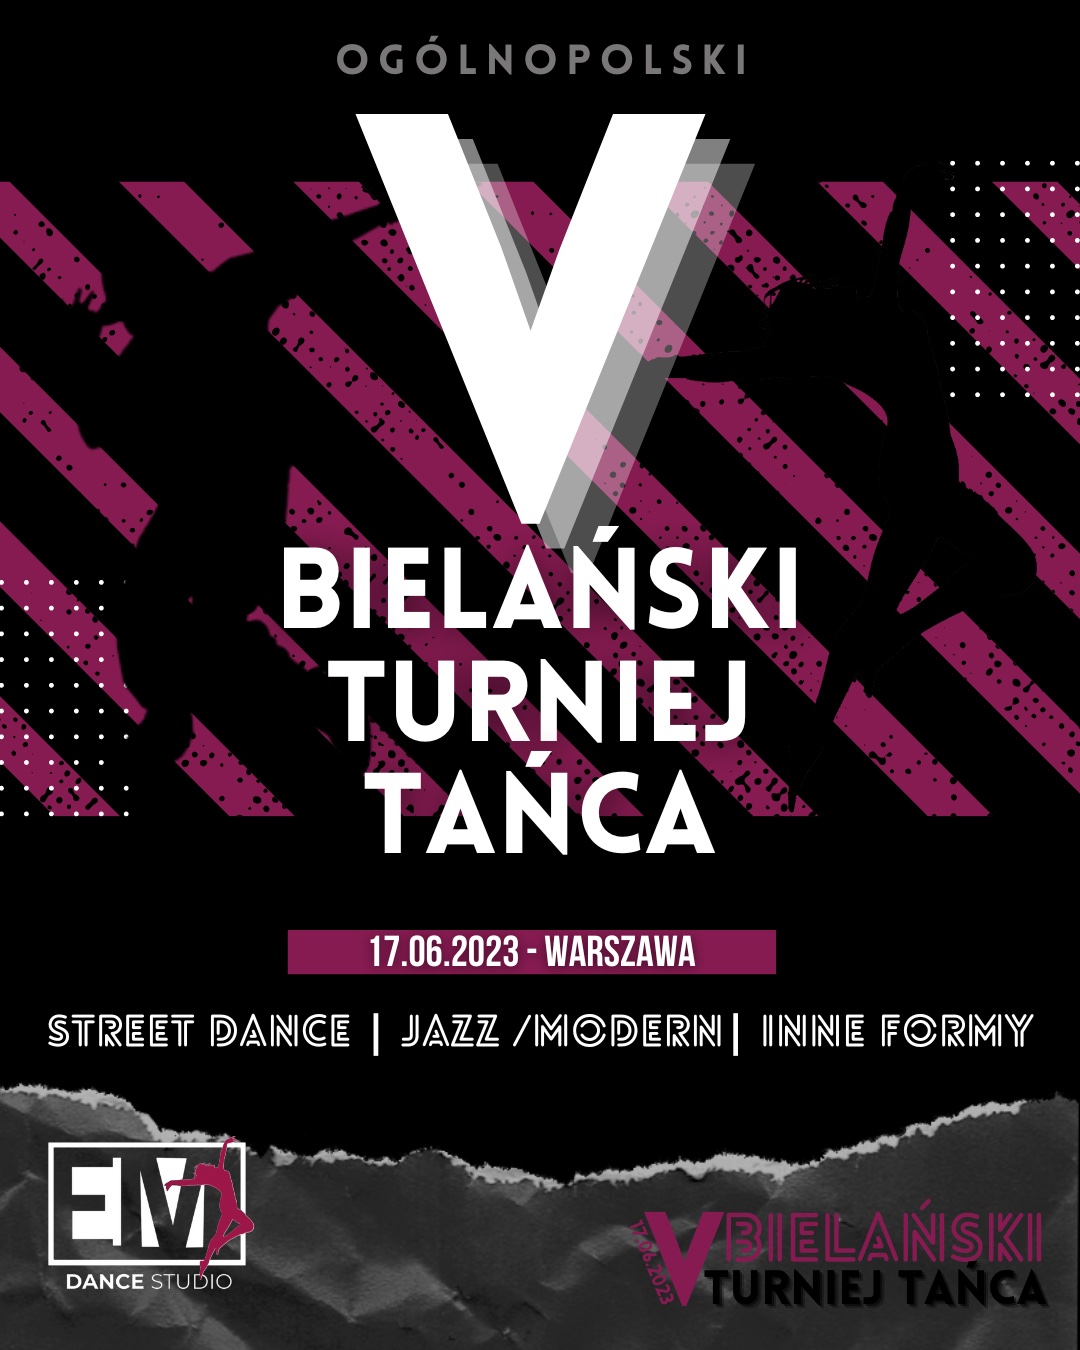 OGÓLNOPOLSKI
V
BIELAŃSKI
TURNIEJ
TAŃCA
17.06.2023 - WARSZAWA
STREET DANCE | JAZZ /MODERN| INNE FORMY
EM
DANCE STUDIO
17.06.2023
V BIELAŃSKI
TURNIEJ TAŃCA